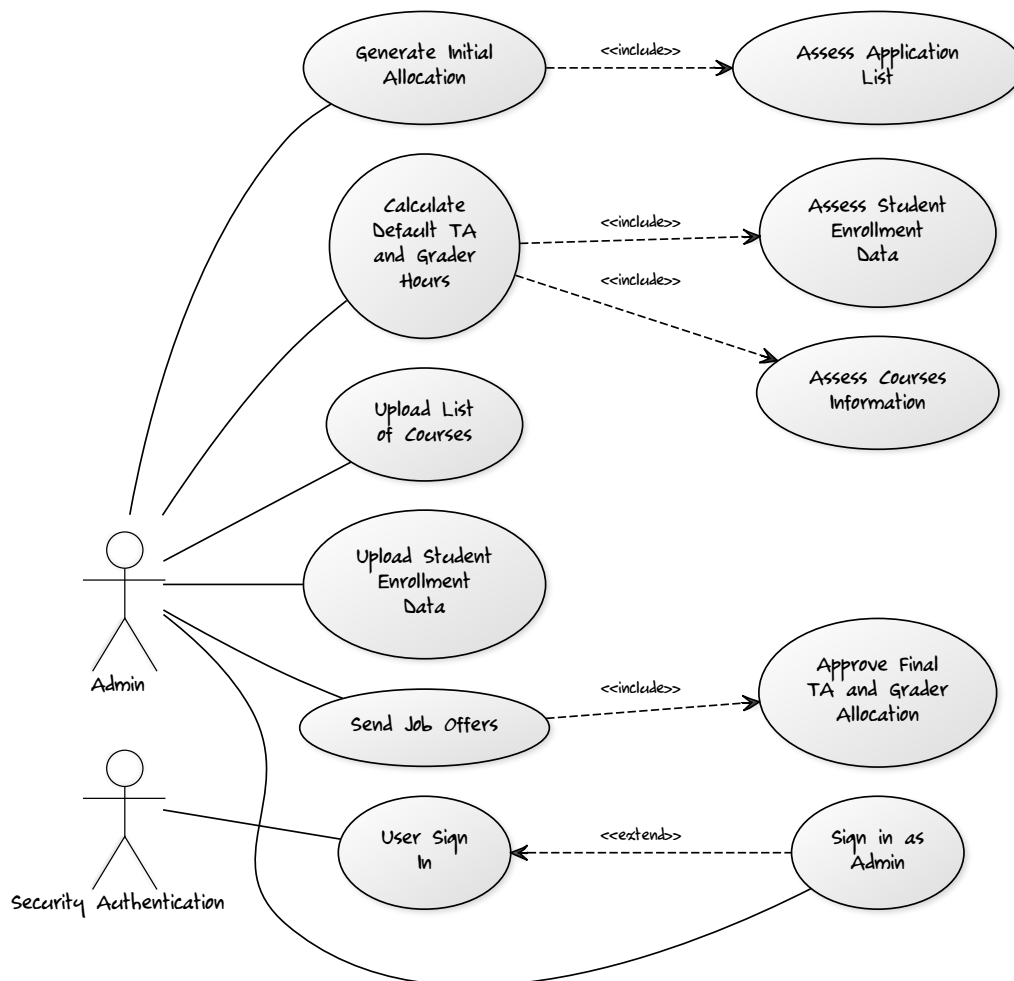 Generate Initial
Allocation
<<include>>
Assess Application
List
Calculate
Default TA
and Grader
Hours
<<include>>
Assess Student
Enrollment
Data
<<include>>
Assess Courses
Information
Upload List
of Courses
Upload Student
Enrollment
Data
Admin
Send Job Offers
<<include>>
Approve Final
TA and Grader
Allocation
Security Authentication
User Sign
In
<<extend>>
Sign in as
Admin